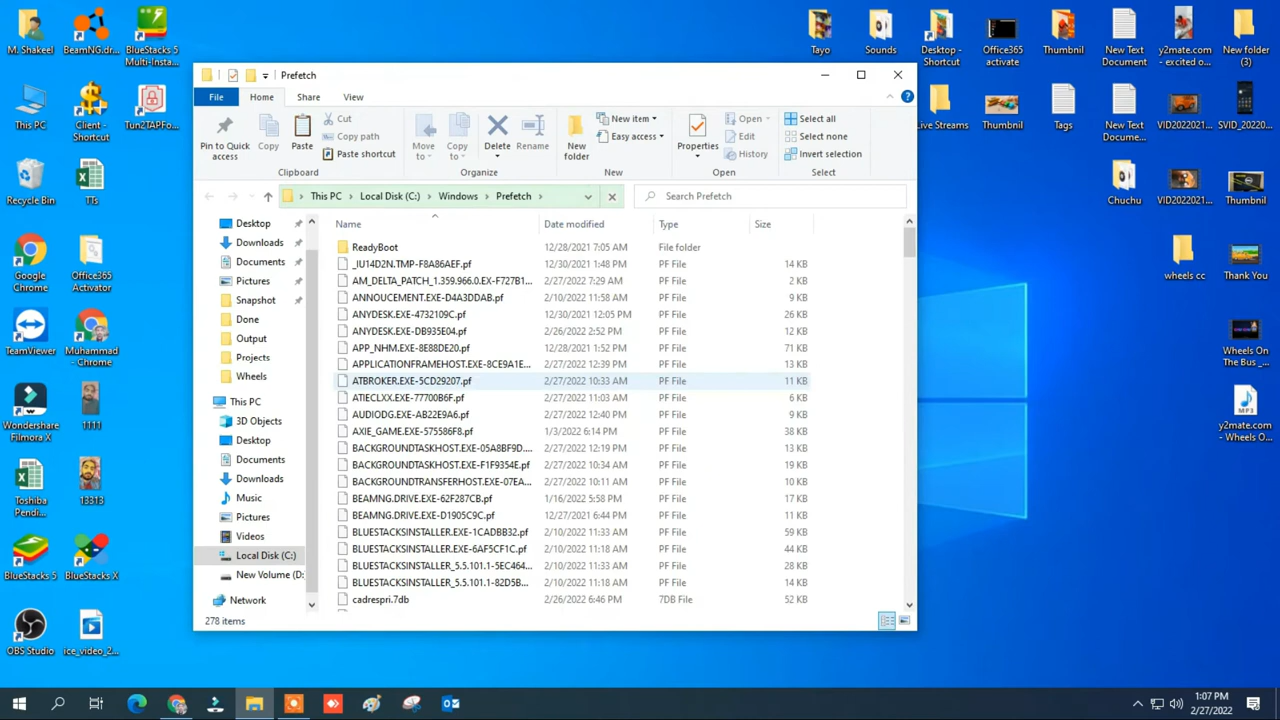 M. Shakeel
BeamNG.dr...
BlueStacks 5
Multi-Insta...
This PC
Client -
Shortcut
Tun2TAPFo...
Recycle Bin
TTs
Google
Chrome
Office365
Activator
TeamViewer
Muhammad
- Chrome
Wondershare
Filmora X
1111
Toshiba
Pendi...
13313
BlueStacks 5
BlueStacks X
OBS Studio
ice_video_2...
Tayo
Sounds
Desktop -
Shortcut
Office365
activate
Thumbnil
New Text
Document
y2mate.com
- excited o...
New folder
(3)
Live Streams
Thumbnil
Tags
New Text
Docume...
VID2022021...
SVID_20220...
Chuchu
VID2022021...
Thumbnil
wheels cc
Thank You
Wheels On
The Bus _...
y2mate.com
- Wheels O...
Prefetch
File
Home
Share
View
Pin to Quick
access
Copy
Paste
Cut
Copy path
Paste shortcut
Clipboard
Move
to
Copy
to
Delete
Rename
Organize
New
folder
New item
Easy access
New
Properties
Open
Edit
History
Open
Select all
Select none
Invert selection
Select
This PC
Local Disk (C:)
Windows
Prefetch
Search Prefetch
Desktop
Downloads
Documents
Pictures
Snapshot
Done
Output
Projects
Wheels
This PC
3D Objects
Desktop
Documents
Downloads
Music
Pictures
Videos
Local Disk (C:)
New Volume (D:
Network
Name Date modified Type Size
ReadyBoot 12/28/2021 7:05 AM File folder
_IU14D2N.TMP-F8A86AEF.pf 12/30/2021 1:48 PM PF File 14 KB
AM_DELTA_PATCH_1.359.966.0.EX-F727B1... 2/27/2022 7:29 AM PF File 2 KB
ANNOUCEMENT.EXE-D4A3DDAB.pf 2/10/2022 11:58 AM PF File 9 KB
ANYDESK.EXE-4732109C.pf 12/30/2021 12:05 PM PF File 26 KB
ANYDESK.EXE-DB935E04.pf 2/26/2022 2:52 PM PF File 12 KB
APP_NHM.EXE-8E88DE20.pf 12/28/2021 1:52 PM PF File 71 KB
APPLICATIONFRAMEHOST.EXE-8CE9A1E... 2/27/2022 12:39 PM PF File 13 KB
ATBROKER.EXE-5CD29207.pf 2/27/2022 10:33 AM PF File 11 KB
ATIECLXX.EXE-77700B6F.pf 2/27/2022 11:03 AM PF File 6 KB
AUDIODG.EXE-AB22E9A6.pf 2/27/2022 12:40 PM PF File 9 KB
AXIE_GAME.EXE-575586F8.pf 1/3/2022 6:14 PM PF File 38 KB
BACKGROUNDTASKHOST.EXE-05A8BF9D... 2/27/2022 12:19 PM PF File 13 KB
BACKGROUNDTASKHOST.EXE-F1F9354E.pf 2/27/2022 10:34 AM PF File 19 KB
BACKGROUNDTRANSFERHOST.EXE-07EA... 2/27/2022 10:11 AM PF File 10 KB
BEAMNG.DRIVE.EXE-62F287CB.pf 1/16/2022 5:58 PM PF File 17 KB
BEAMNG.DRIVE.EXE-D1905C9C.pf 12/27/2021 6:44 PM PF File 11 KB
BLUESTACKSINSTALLER.EXE-1CADBB32.pf 2/10/2022 11:33 AM PF File 59 KB
BLUESTACKSINSTALLER.EXE-6AF5CF1C.pf 2/10/2022 11:18 AM PF File 44 KB
BLUESTACKSINSTALLER_5.5.101.1-5EC464... 2/10/2022 11:33 AM PF File 28 KB
BLUESTACKSINSTALLER_5.5.101.1-82D5B... 2/10/2022 11:18 AM PF File 14 KB
cadrespri.7db 2/26/2022 6:46 PM 7DB File 52 KB
278 items
1:07 PM
2/27/2022